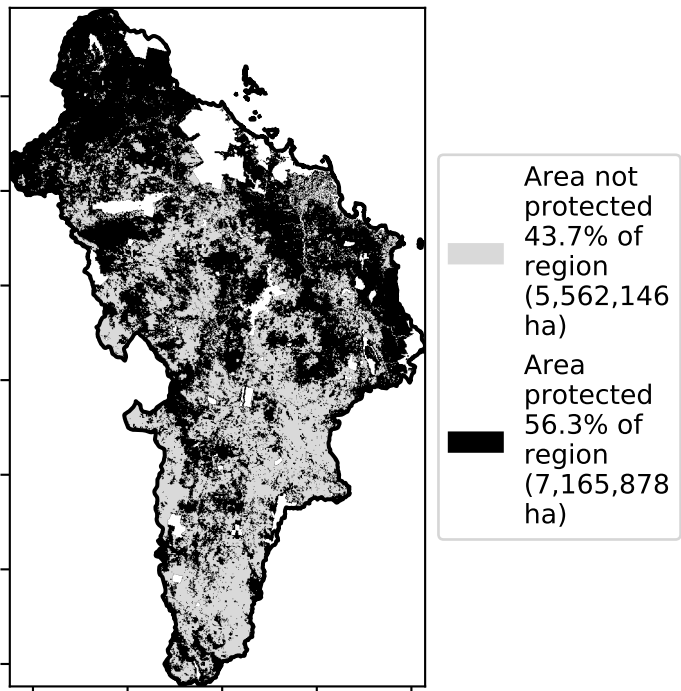 Area not
protected
43.7% of
region
(5,562,146
ha)
Area
protected
56.3% of
region
(7,165,878
ha)